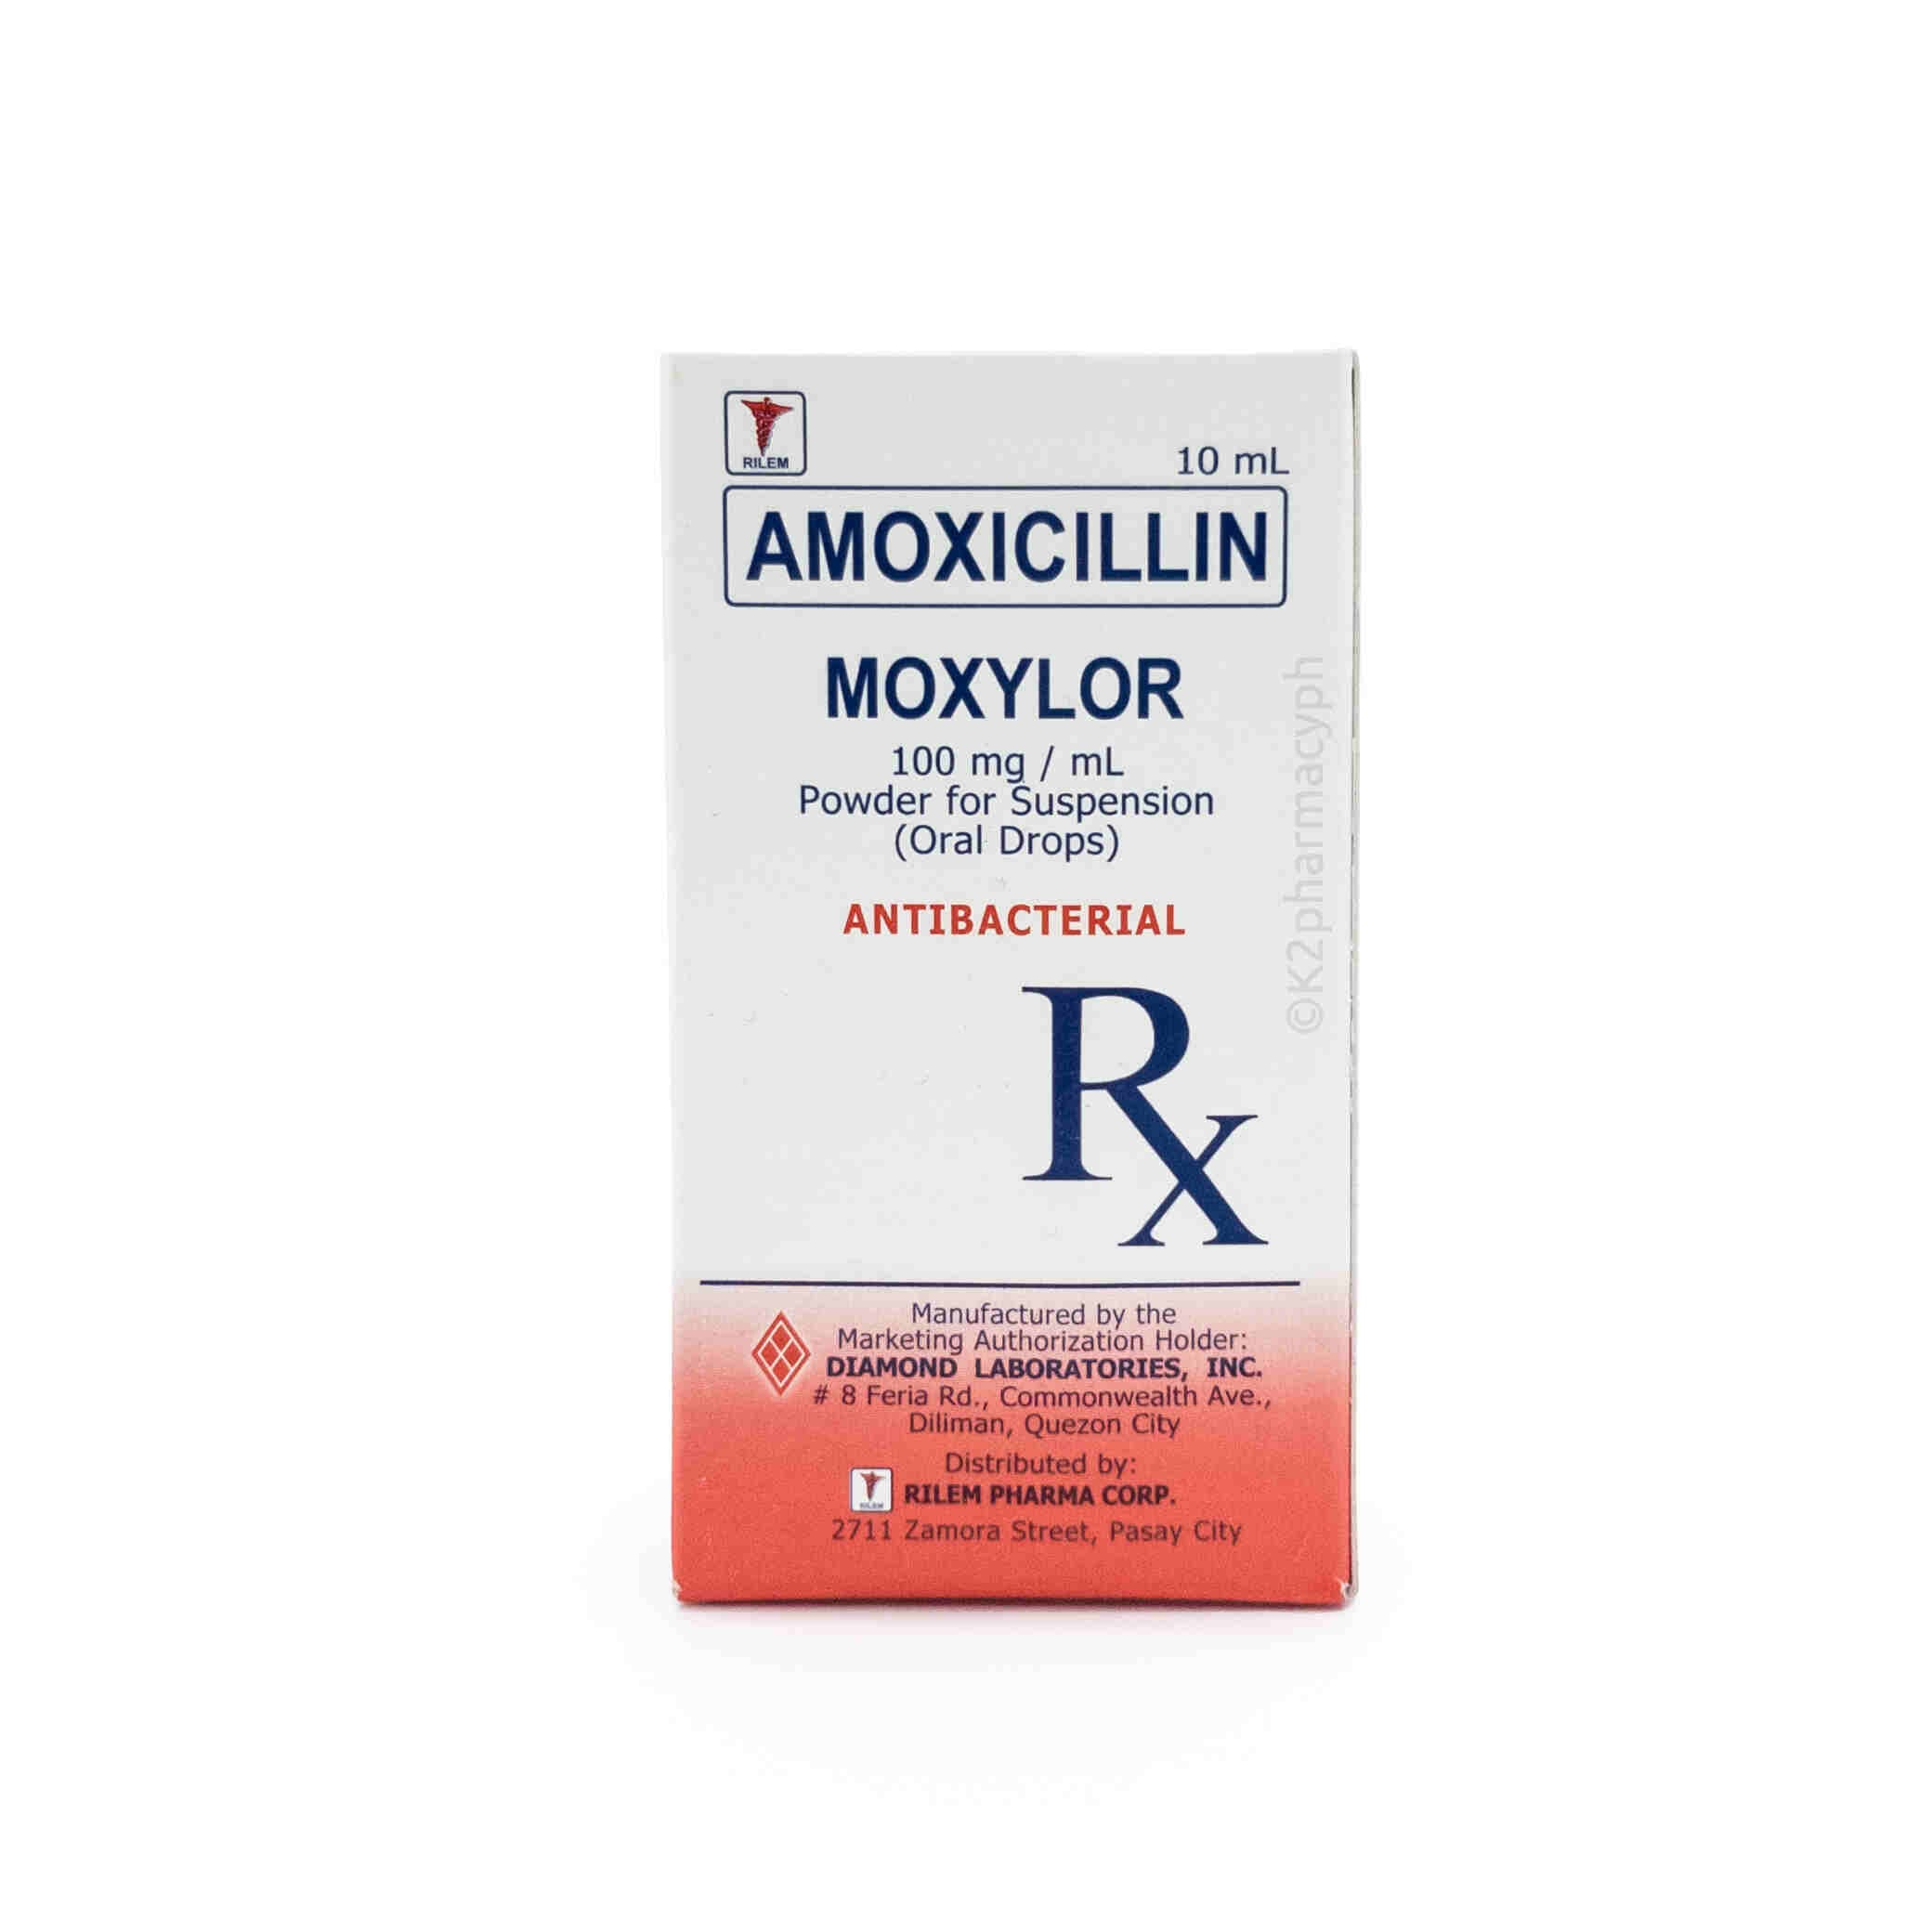 RILEM
10 mL
AMOXICILLIN
MOXYLOR
100 mg / mL
Powder for Suspension
(Oral Drops)
ANTIBACTERIAL
Rx
©K2pharmacyph
Manufactured by the
Marketing Authorization Holder:
DIAMOND LABORATORIES, INC.
# 8 Feria Rd., Commonwealth Ave.,
Diliman, Quezon City
Distributed by:
RILEM
RILEM PHARMA CORP.
2711 Zamora Street, Pasay City